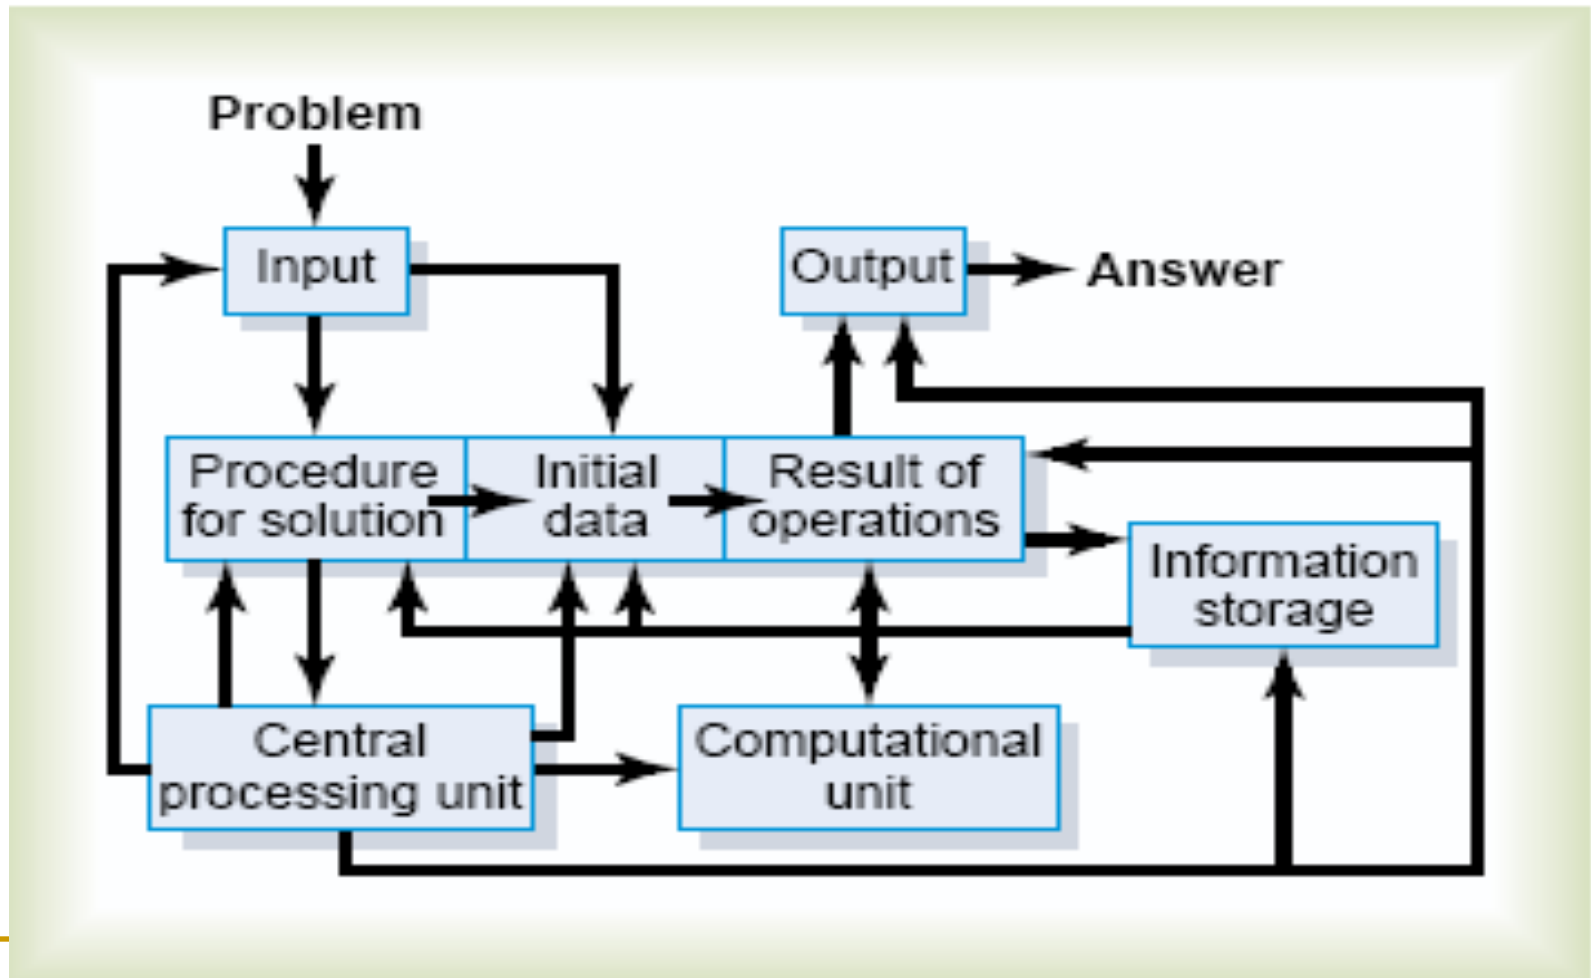 Problem
Input
Output
Answer
Procedure
for solution
Initial
data
Result of
operations
Information
storage
Central
processing unit
Computational
unit